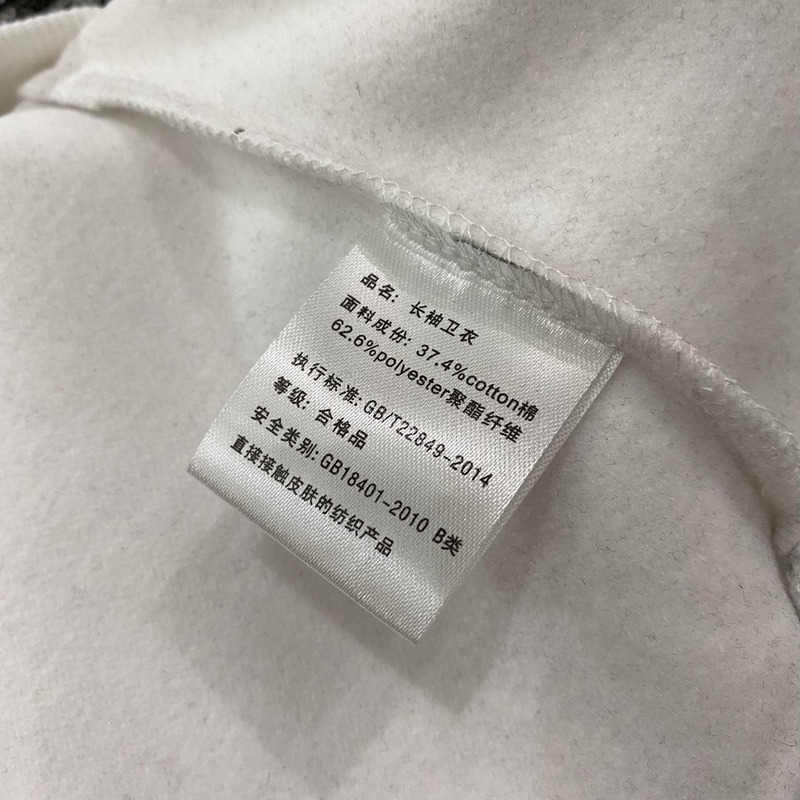 品名: 长袖卫衣
面料成份: 37.4%cotton棉
62.6%polyester聚酯纤维
执行标准: GB/T22849-2014
等级: 合格品
安全类别: GB18401-2010 B类
直接接触皮肤的纺织产品